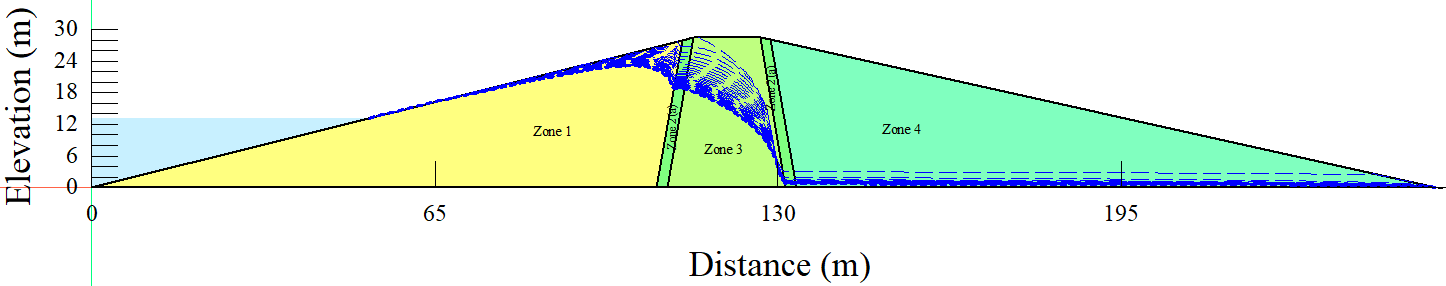 Elevation (m)
30
24
18
12
6
0
Zone 1
Zone 3
Zone 4
0
65
130
195
Distance (m)